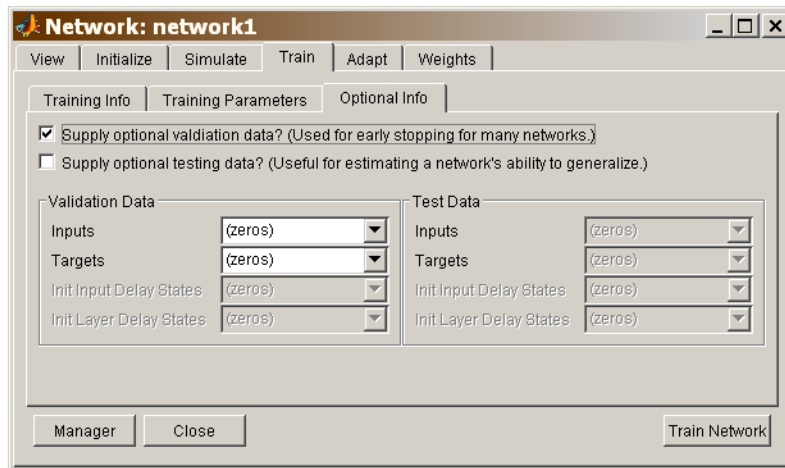 Network: network1
View Initialize Simulate Train Adapt Weights
Training Info Training Parameters Optional Info
Supply optional valdiation data? (Used for early stopping for many networks.)
Supply optional testing data? (Useful for estimating a network's ability to generalize.)
Validation Data Test Data
Inputs (zeros) Inputs (zeros)
Targets (zeros) Targets (zeros)
Init Input Delay States (zeros) Init Input Delay States (zeros)
Init Layer Delay States (zeros) Init Layer Delay States (zeros)
Manager Close Train Network